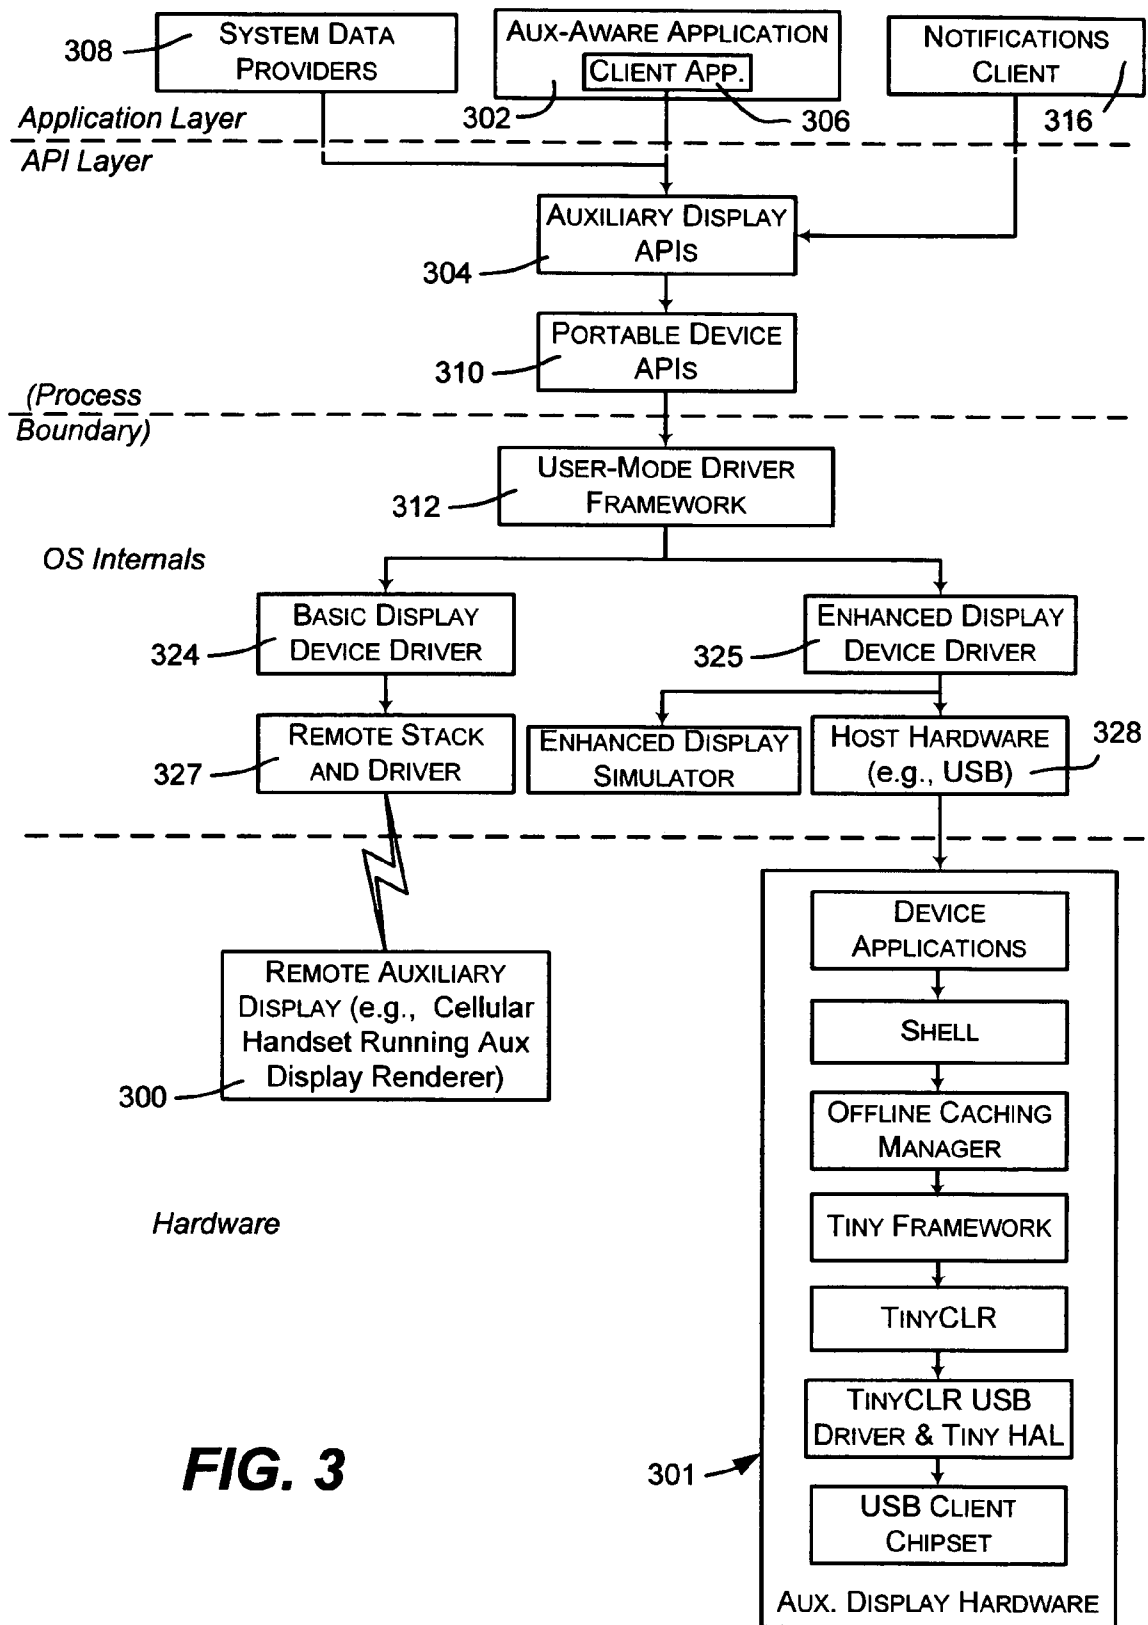 308
SYSTEM DATA
PROVIDERS
AUX-AWARE APPLICATION
CLIENT APP.
302
306
NOTIFICATIONS
CLIENT
316
Application Layer
API Layer
AUXILIARY DISPLAY
APIS
304
PORTABLE DEVICE
APIS
310
(Process
Boundary)
USER-MODE DRIVER
FRAMEWORK
312
OS Internals
BASIC DISPLAY
DEVICE DRIVER
324
ENHANCED DISPLAY
DEVICE DRIVER
325
REMOTE STACK
AND DRIVER
327
ENHANCED DISPLAY
SIMULATOR
HOST HARDWARE
(e.g., USB)
328
REMOTE AUXILIARY
DISPLAY (e.g., Cellular
Handset Running Aux
Display Renderer)
300
Hardware
DEVICE
APPLICATIONS
SHELL
OFFLINE CACHING
MANAGER
TINY FRAMEWORK
TINYCLR
TINYCLR USB
DRIVER & TINY HAL
USB CLIENT
CHIPSET
301
AUX. DISPLAY HARDWARE
FIG. 3